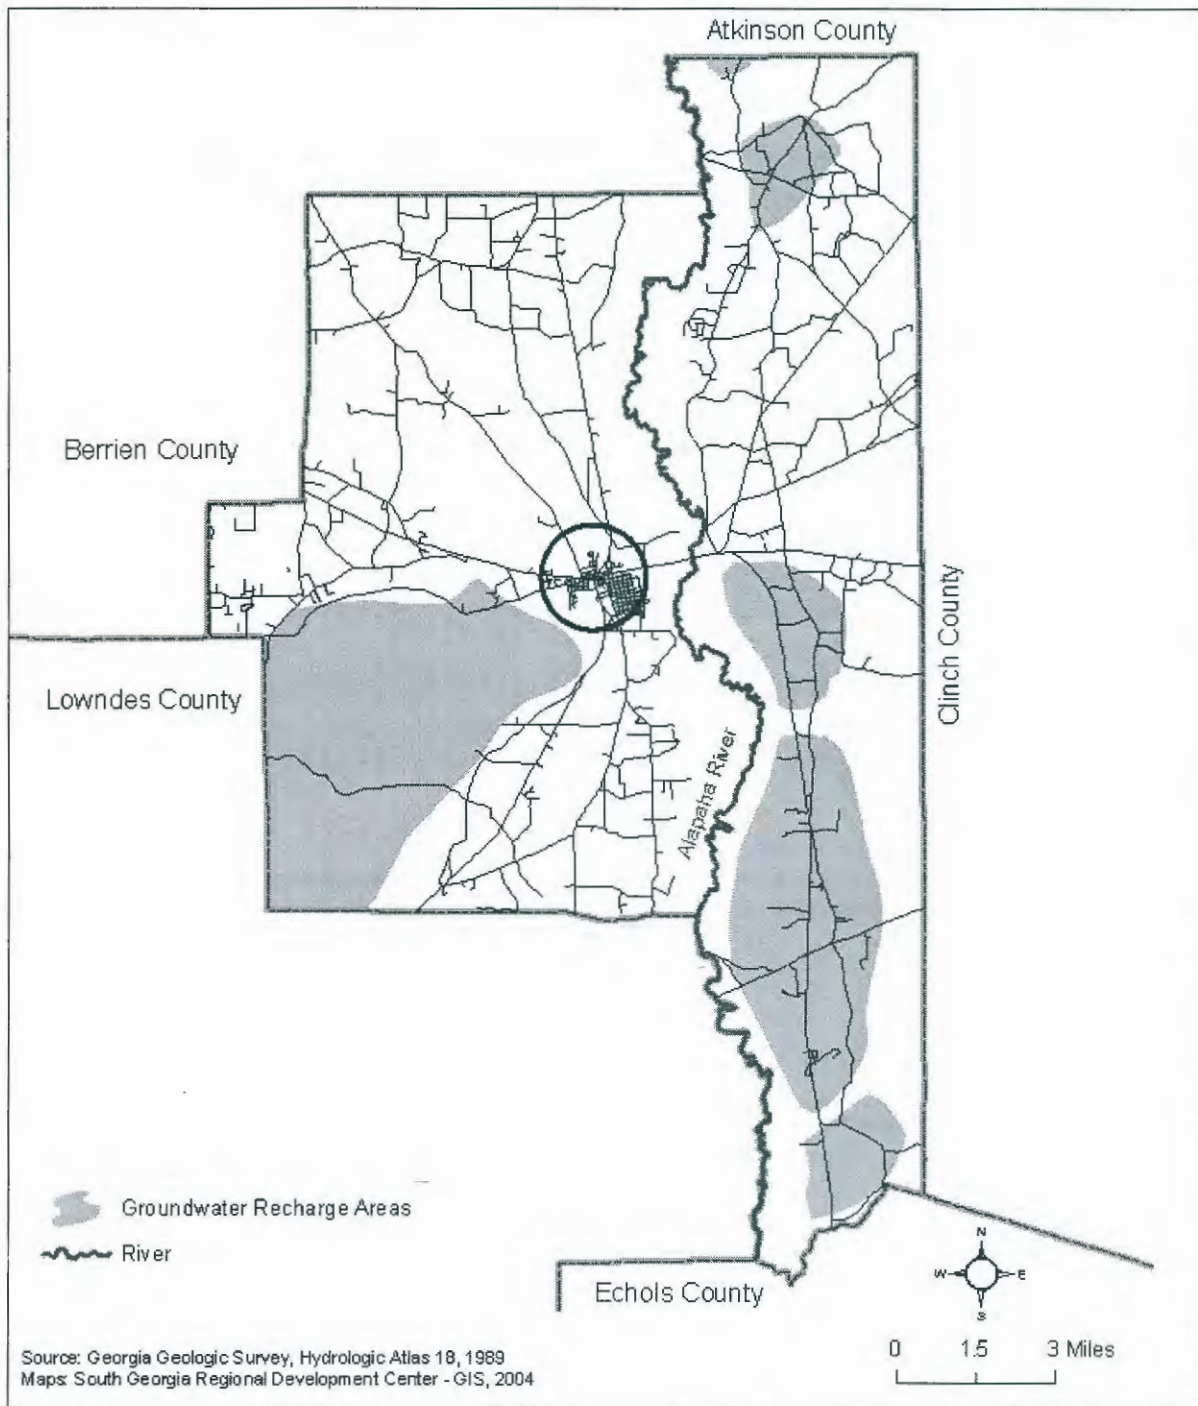 Atkinson County
Berrien County
Lowndes County
Clinch County
Alapaha River
Groundwater Recharge Areas
River
Echols County
N
W E
S
0 1.5 3 Miles
Source: Georgia Geologic Survey, Hydrologic Atlas 18, 1989
Maps: South Georgia Regional Development Center - GIS, 2004